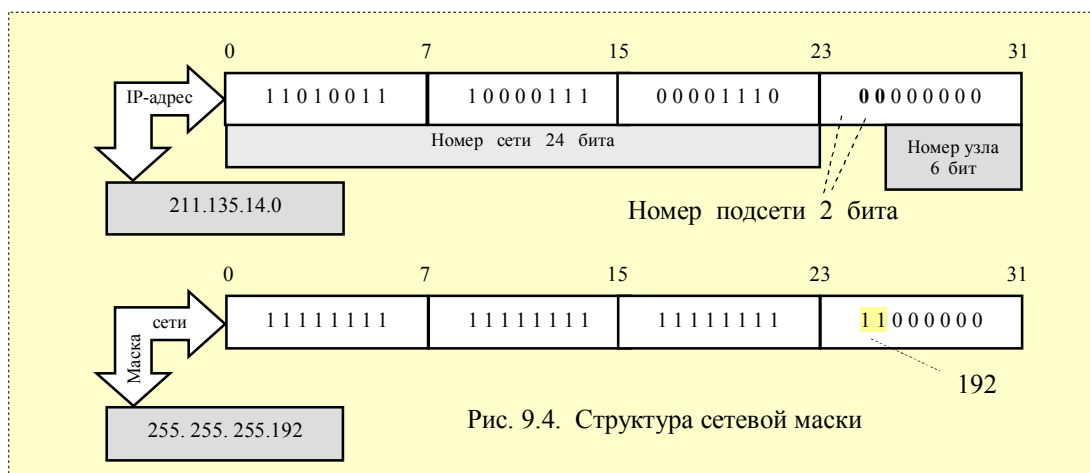 0 7 15 23 31
IP-адрес
1 1 0 1 0 0 1 1 1 0 0 0 0 1 1 1 0 0 0 0 1 1 1 0 0 0 0 0 0 0 0 0
Номер сети 24 бита
Номер узла
6 бит
211.135.14.0
Номер подсети 2 бита
0 7 15 23 31
Маска
сети
1 1 1 1 1 1 1 1 1 1 1 1 1 1 1 1 1 1 1 1 1 1 1 1 1 1 0 0 0 0 0 0
192
255. 255. 255.192
Рис. 9.4. Структура сетевой маски